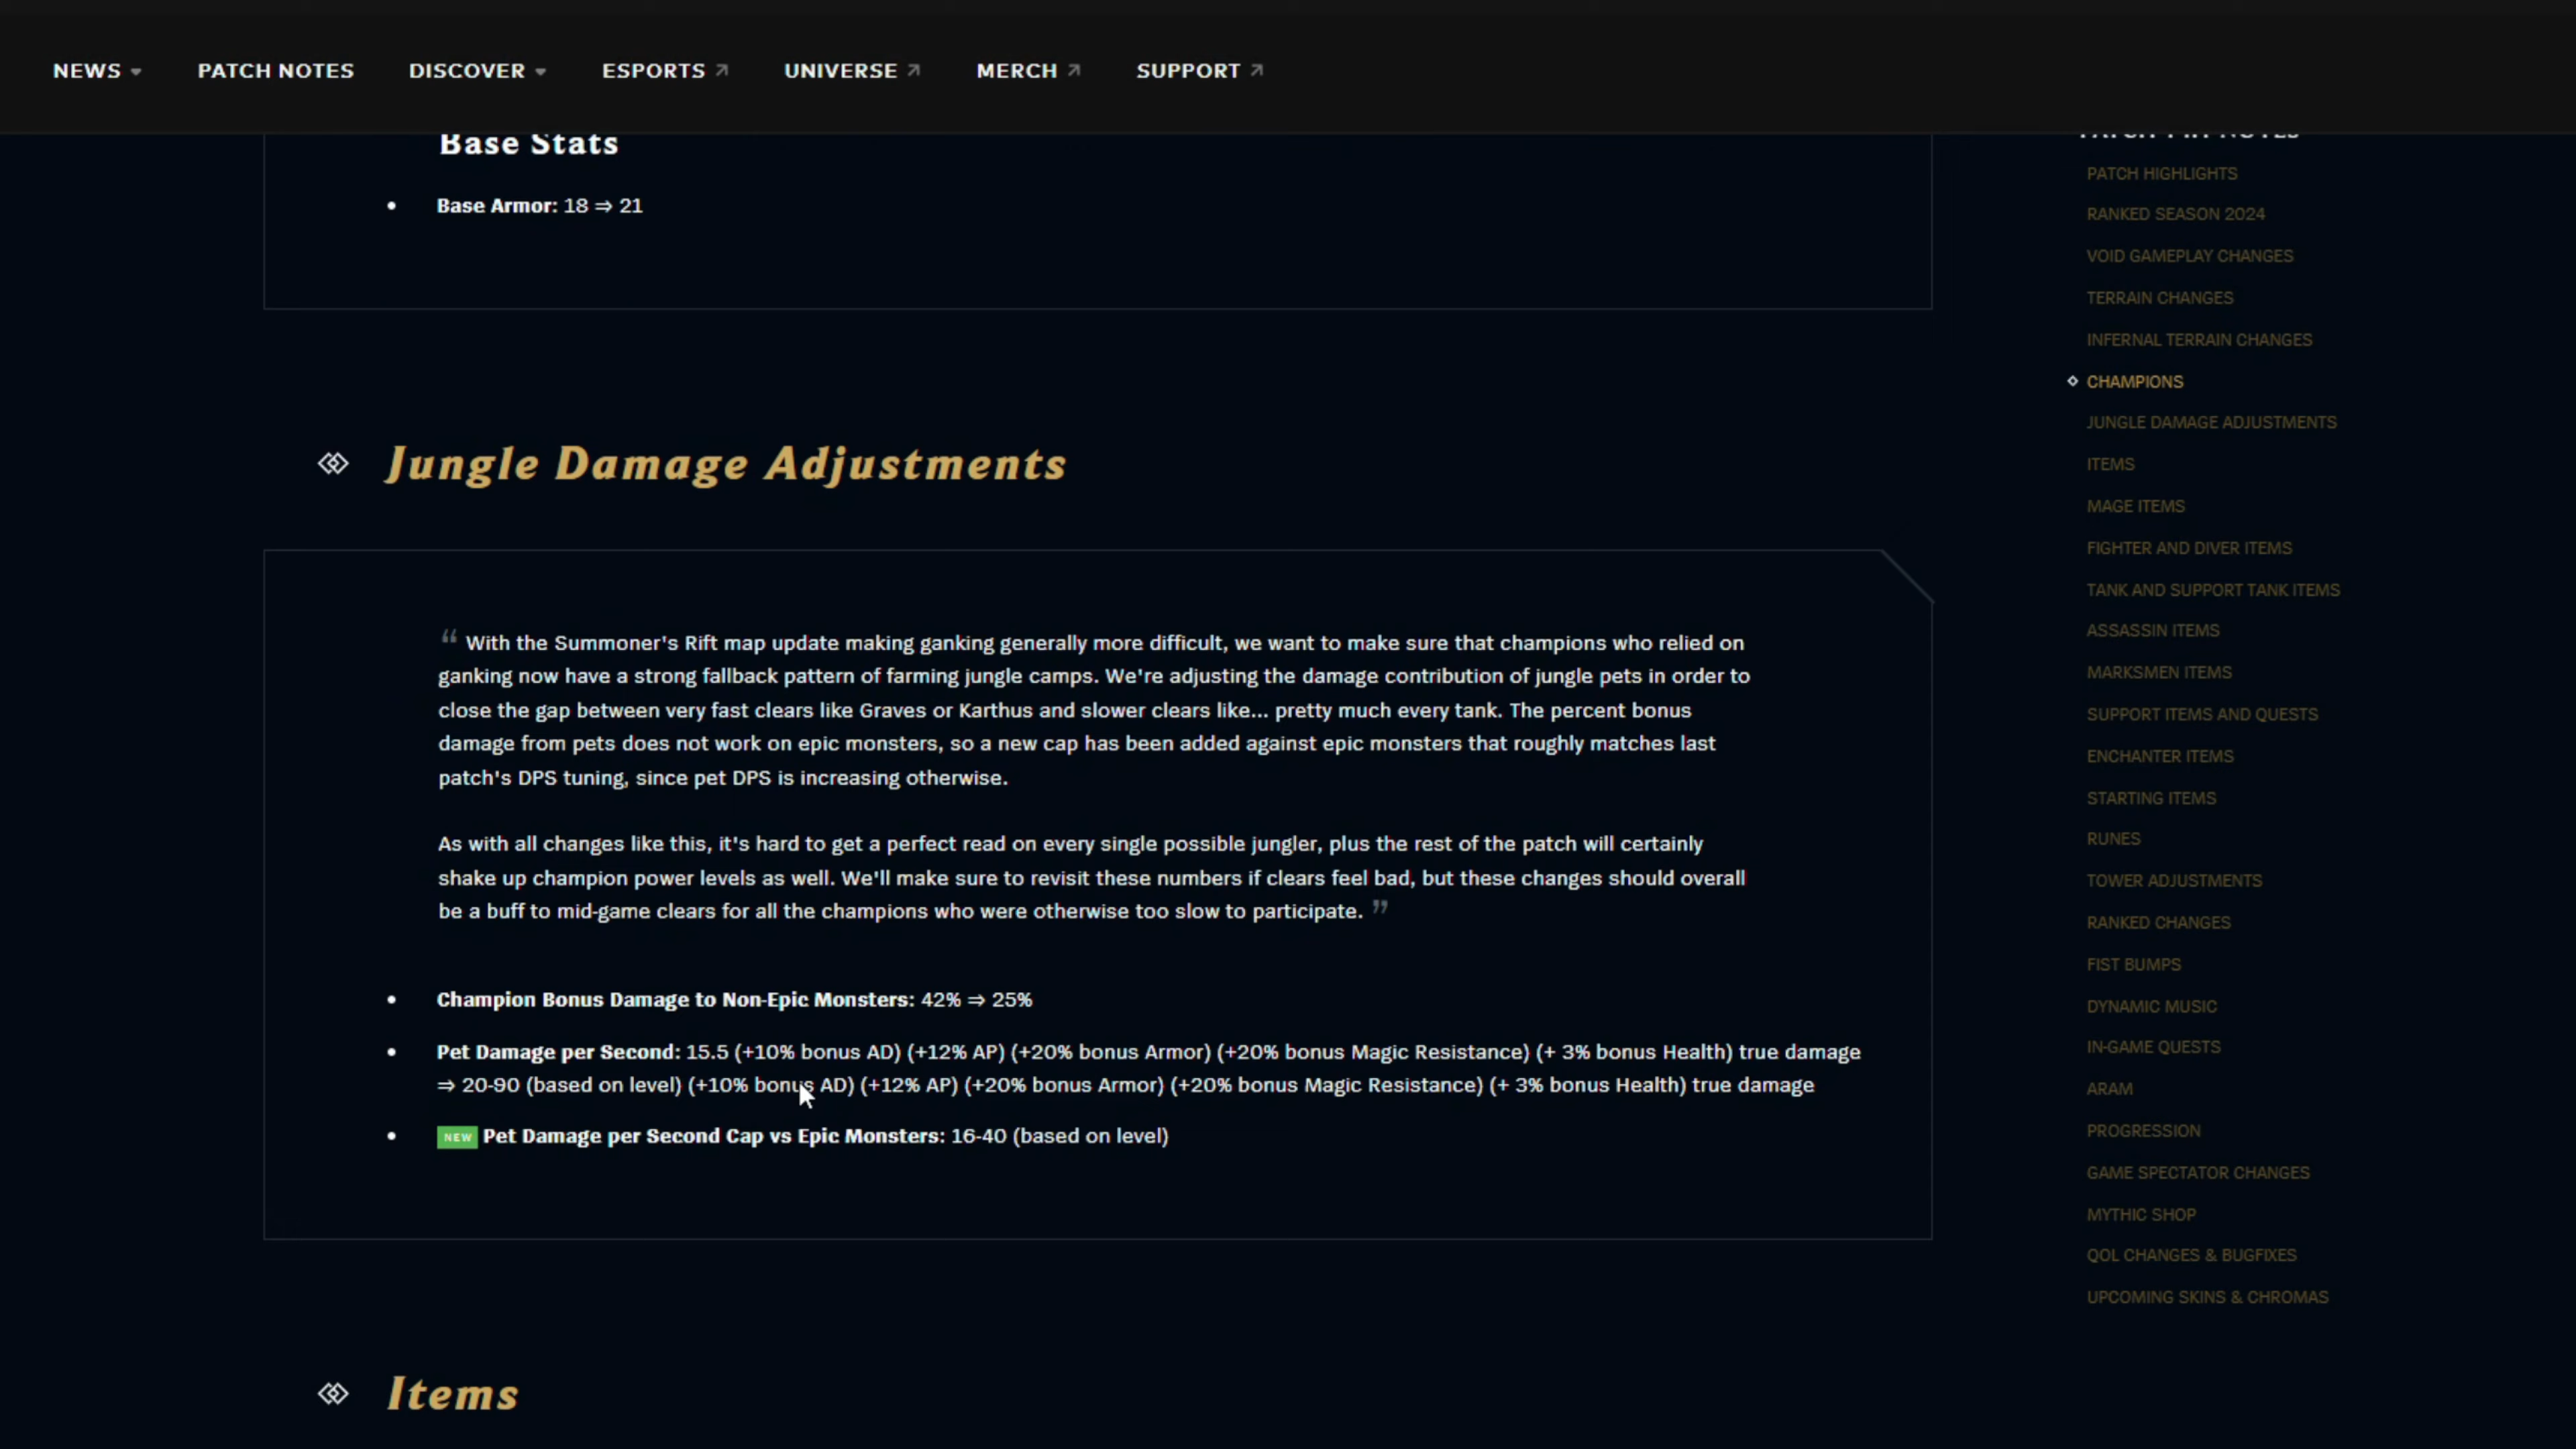 NEWS PATCH NOTES DISCOVER ESPORTS UNIVERSE MERCH SUPPORT
Base Stats
Base Armor: 18 ⇒ 21
Jungle Damage Adjustments
“ With the Summoner's Rift map update making ganking generally more difficult, we want to make sure that champions who relied on
ganking now have a strong fallback pattern of farming jungle camps. We're adjusting the damage contribution of jungle pets in order to
close the gap between very fast clears like Graves or Karthus and slower clears like... pretty much every tank. The percent bonus
damage from pets does not work on epic monsters, so a new cap has been added against epic monsters that roughly matches last
patch's DPS tuning, since pet DPS is increasing otherwise.
As with all changes like this, it's hard to get a perfect read on every single possible jungler, plus the rest of the patch will certainly
shake up champion power levels as well. We'll make sure to revisit these numbers if clears feel bad, but these changes should overall
be a buff to mid-game clears for all the champions who were otherwise too slow to participate. ”
Champion Bonus Damage to Non-Epic Monsters: 42% ⇒ 25%
Pet Damage per Second: 15.5 (+10% bonus AD) (+12% AP) (+20% bonus Armor) (+20% bonus Magic Resistance) (+ 3% bonus Health) true damage
⇒ 20-90 (based on level) (+10% bonus AD) (+12% AP) (+20% bonus Armor) (+20% bonus Magic Resistance) (+ 3% bonus Health) true damage
NEW Pet Damage per Second Cap vs Epic Monsters: 16-40 (based on level)
Items
PATCH NOTES
PATCH HIGHLIGHTS
RANKED SEASON 2024
VOID GAMEPLAY CHANGES
TERRAIN CHANGES
INFERNAL TERRAIN CHANGES
CHAMPIONS
JUNGLE DAMAGE ADJUSTMENTS
ITEMS
MAGE ITEMS
FIGHTER AND DIVER ITEMS
TANK AND SUPPORT TANK ITEMS
ASSASSIN ITEMS
MARKSMEN ITEMS
SUPPORT ITEMS AND QUESTS
ENCHANTER ITEMS
STARTING ITEMS
RUNES
TOWER ADJUSTMENTS
RANKED CHANGES
FIST BUMPS
DYNAMIC MUSIC
IN-GAME QUESTS
ARAM
PROGRESSION
GAME SPECTATOR CHANGES
MYTHIC SHOP
QOL CHANGES & BUGFIXES
UPCOMING SKINS & CHROMAS